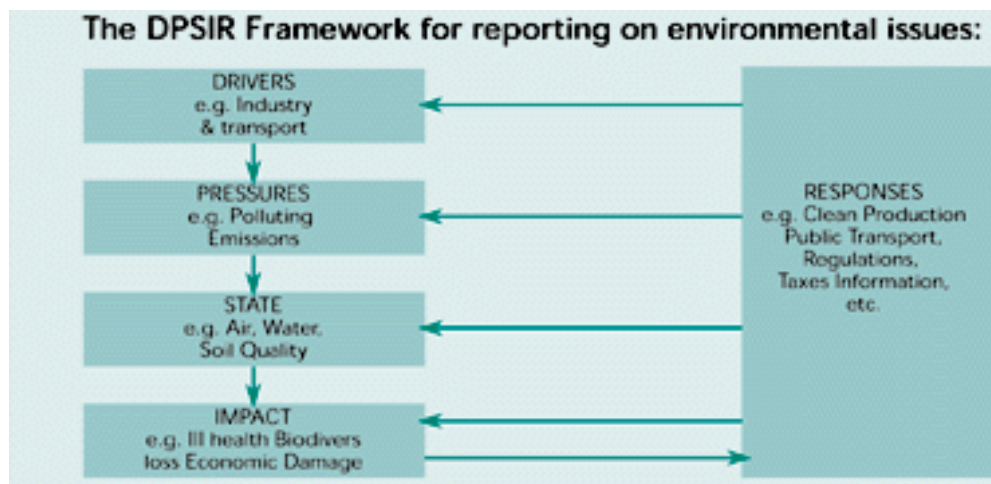 The DPSIR Framework for reporting on environmental issues:
DRIVERS
e.g. Industry
& transport
PRESSURES
e.g. Polluting
Emissions
STATE
e.g. Air, Water,
Soil Quality
IMPACT
e.g. Ill health Biodivers
loss Economic Damage
RESPONSES
e.g. Clean Production
Public Transport,
Regulations,
Taxes Information,
etc.